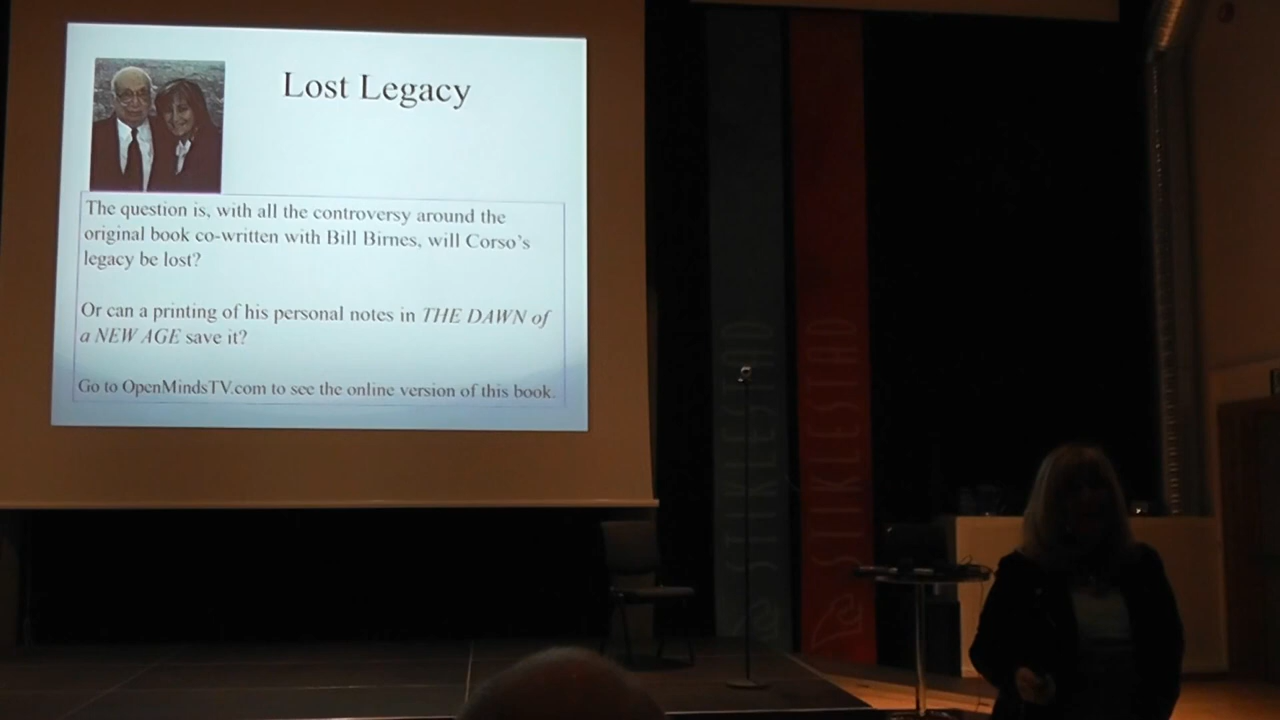 Lost Legacy
The question is, with all the controversy around the
original book co-written with Bill Birnes, will Corso's
legacy be lost?
Or can a printing of his personal notes in THE DAWN of
a NEW AGE save it?
Go to OpenMindsTV.com to see the online version of this book.
STIKLESTAD
STIKLESTAD